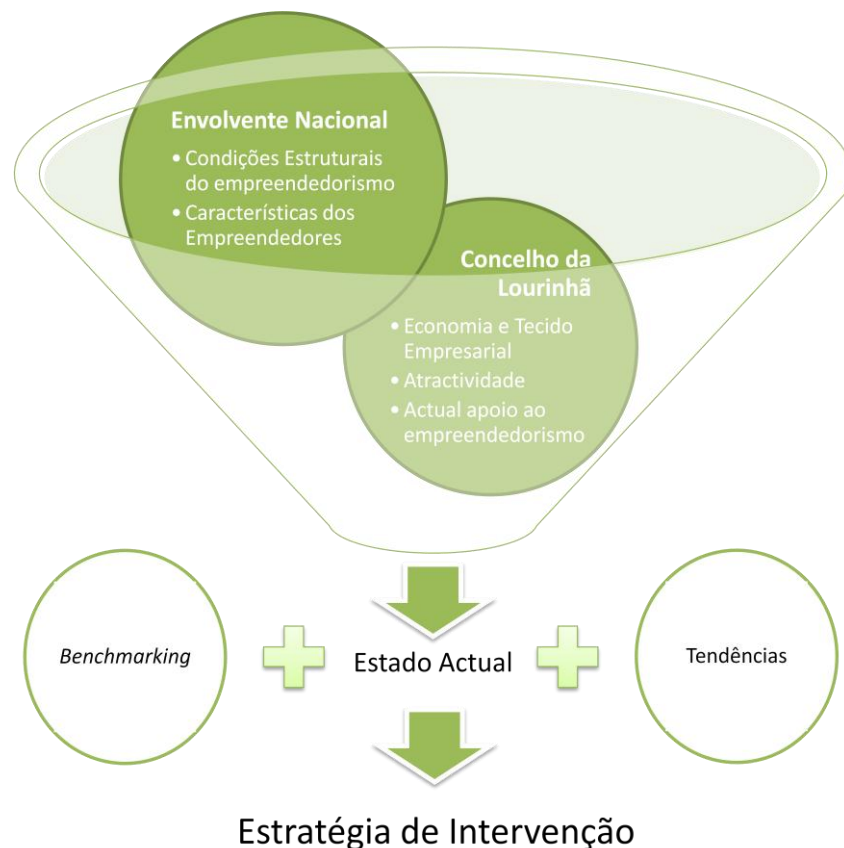 Envolvente Nacional
• Condições Estruturais
do empreendedorismo
• Características dos
Empreendedores
Concelho da
Lourinhã
• Economia e Tecido
Empresarial
• Atractividade
• Actual apoio ao
empreendedorismo
Benchmarking
Estado Actual
Tendências
Estratégia de Intervenção